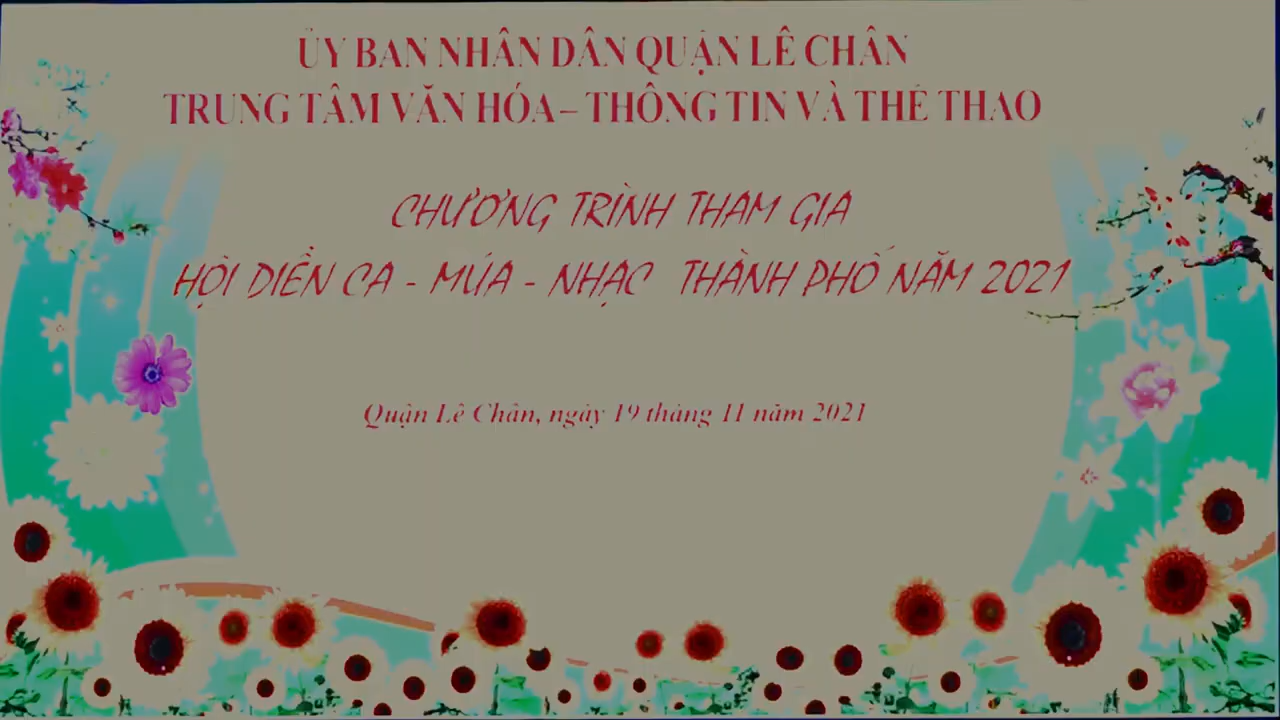 ỦY BAN NHÂN DÂN QUẬN LÊ CHÂN
TRUNG TÂM VĂN HÓA – THÔNG TIN VÀ THỂ THAO
CHƯƠNG TRÌNH THAM GIA
HỘI DIỄN CA - MÚA - NHẠC THÀNH PHỐ NĂM 2021
Quận Lê Chân, ngày 19 tháng 11 năm 2021